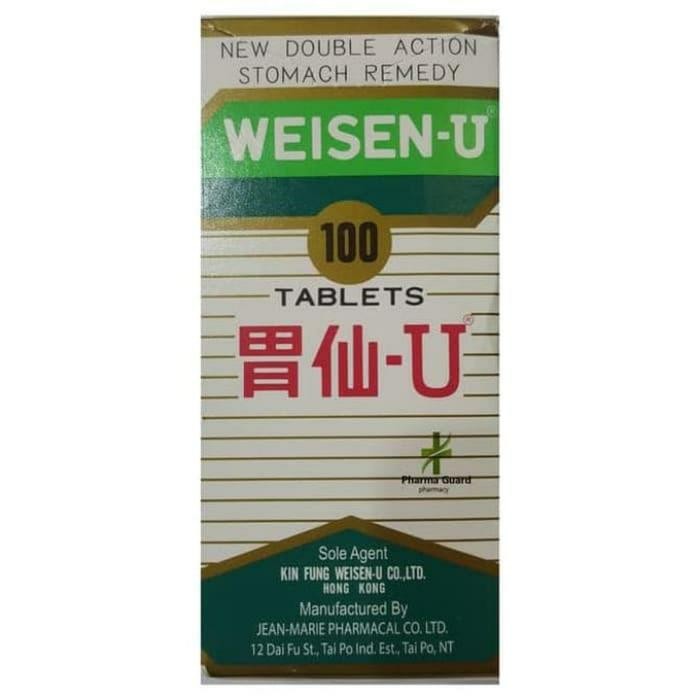 NEW DOUBLE ACTION
STOMACH REMEDY
WEISEN-U®
100
TABLETS
胃仙-U®
Pharma Guard
pharmacy
Sole Agent
KIN FUNG WEISEN-U CO.,LTD.
HONG KONG
Manufactured By
JEAN-MARIE PHARMACAL CO. LTD.
12 Dai Fu St., Tai Po Ind. Est., Tai Po, NT